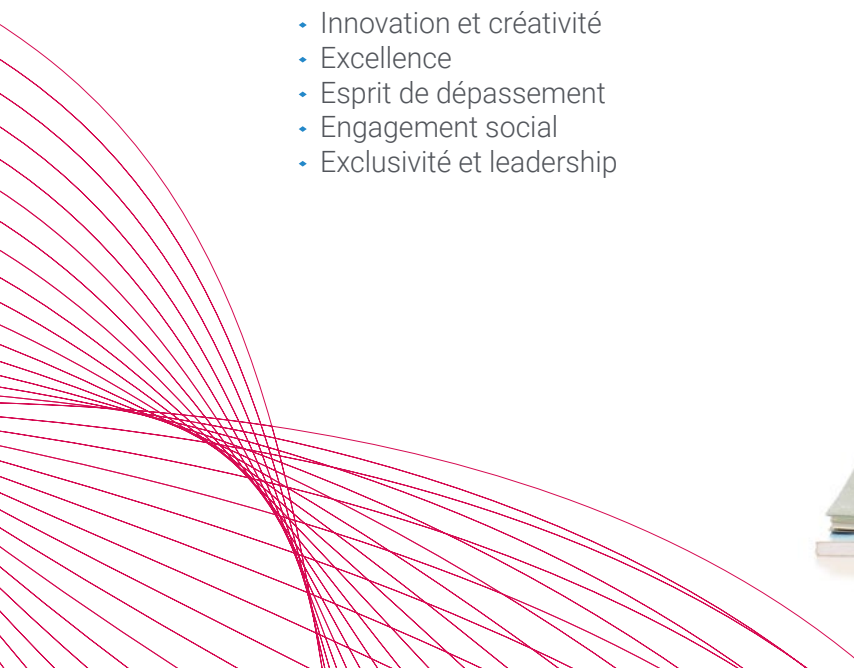 Innovation et créativité
Excellence
Esprit de dépassement
Engagement social
Exclusivité et leadership